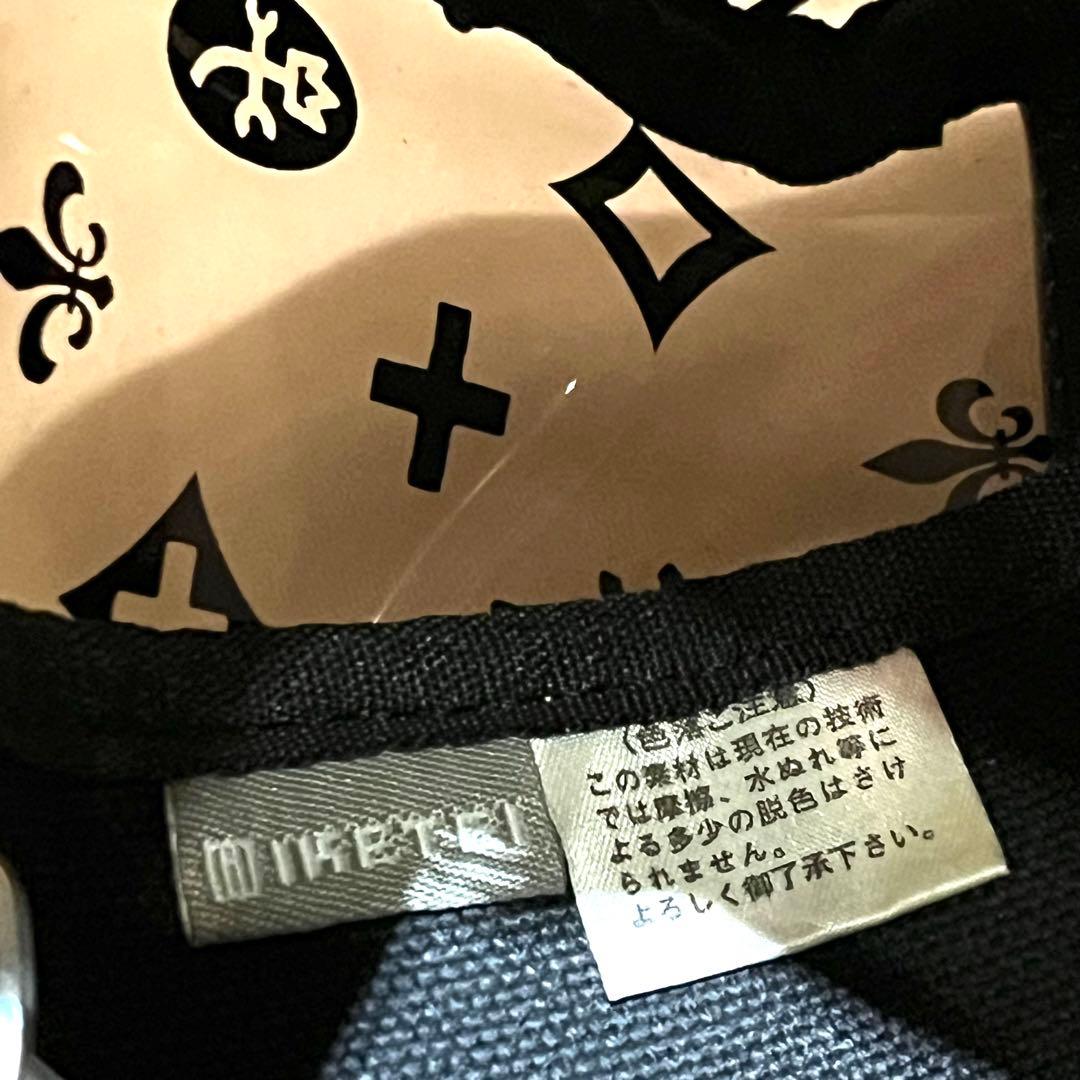 (色落ご注意)
この素材は現在の技術
では摩擦、水ぬれ等に
よる多少の脱色はさけ
られません。
よろしく御了承下さい。